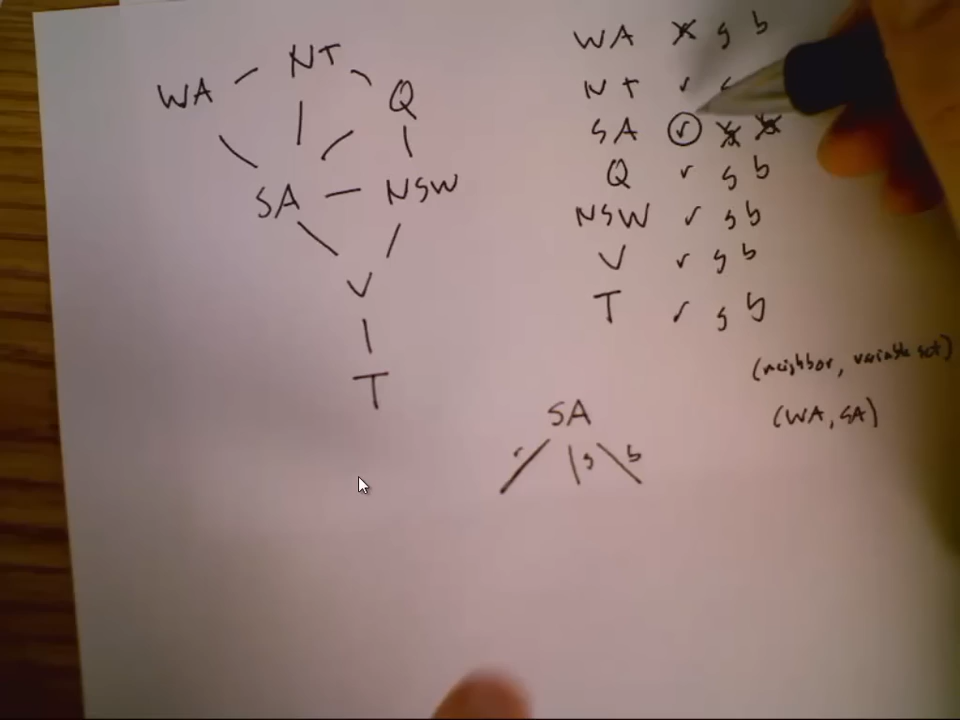 NT
WA
Q
SA
NSW
V
T
WA r g b
NT r
SA r g b
Q r g b
NSW r g b
V r g b
T r g b
(neighbor, variable set)
(WA, SA)
SA
r g b